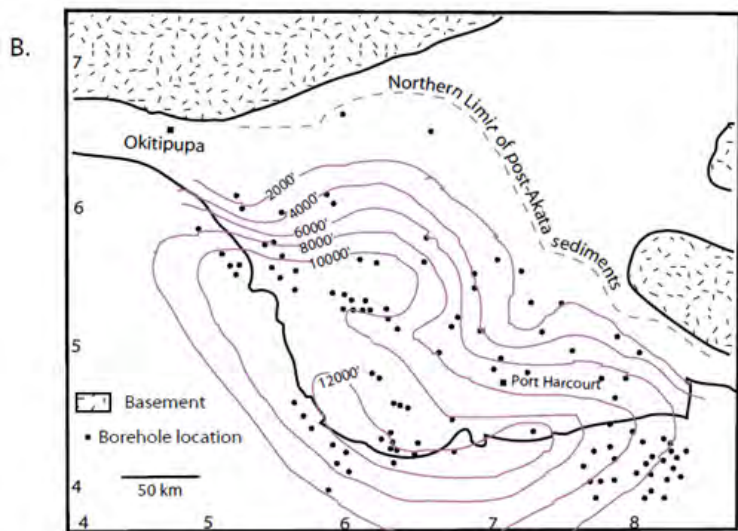 B.
7
Northern Limit of post-Akata sediments
Okitipupa
2000'
6
4000'
6000'
8000'
10000'
5
12000'
Port Harcourt
Basement
Borehole location
50 km
4
4 5 6 7 8